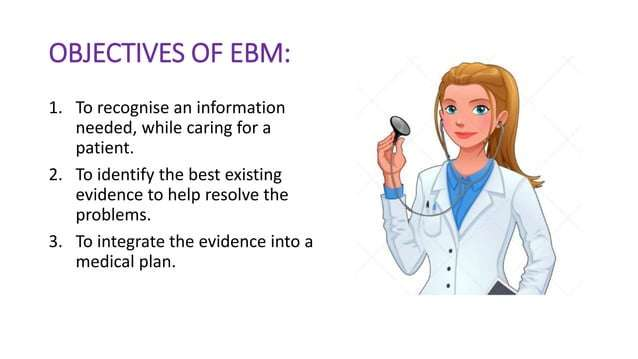 OBJECTIVES OF EBM:
1. To recognise an information
needed, while caring for a
patient.
2. To identify the best existing
evidence to help resolve the
problems.
3. To integrate the evidence into a
medical plan.